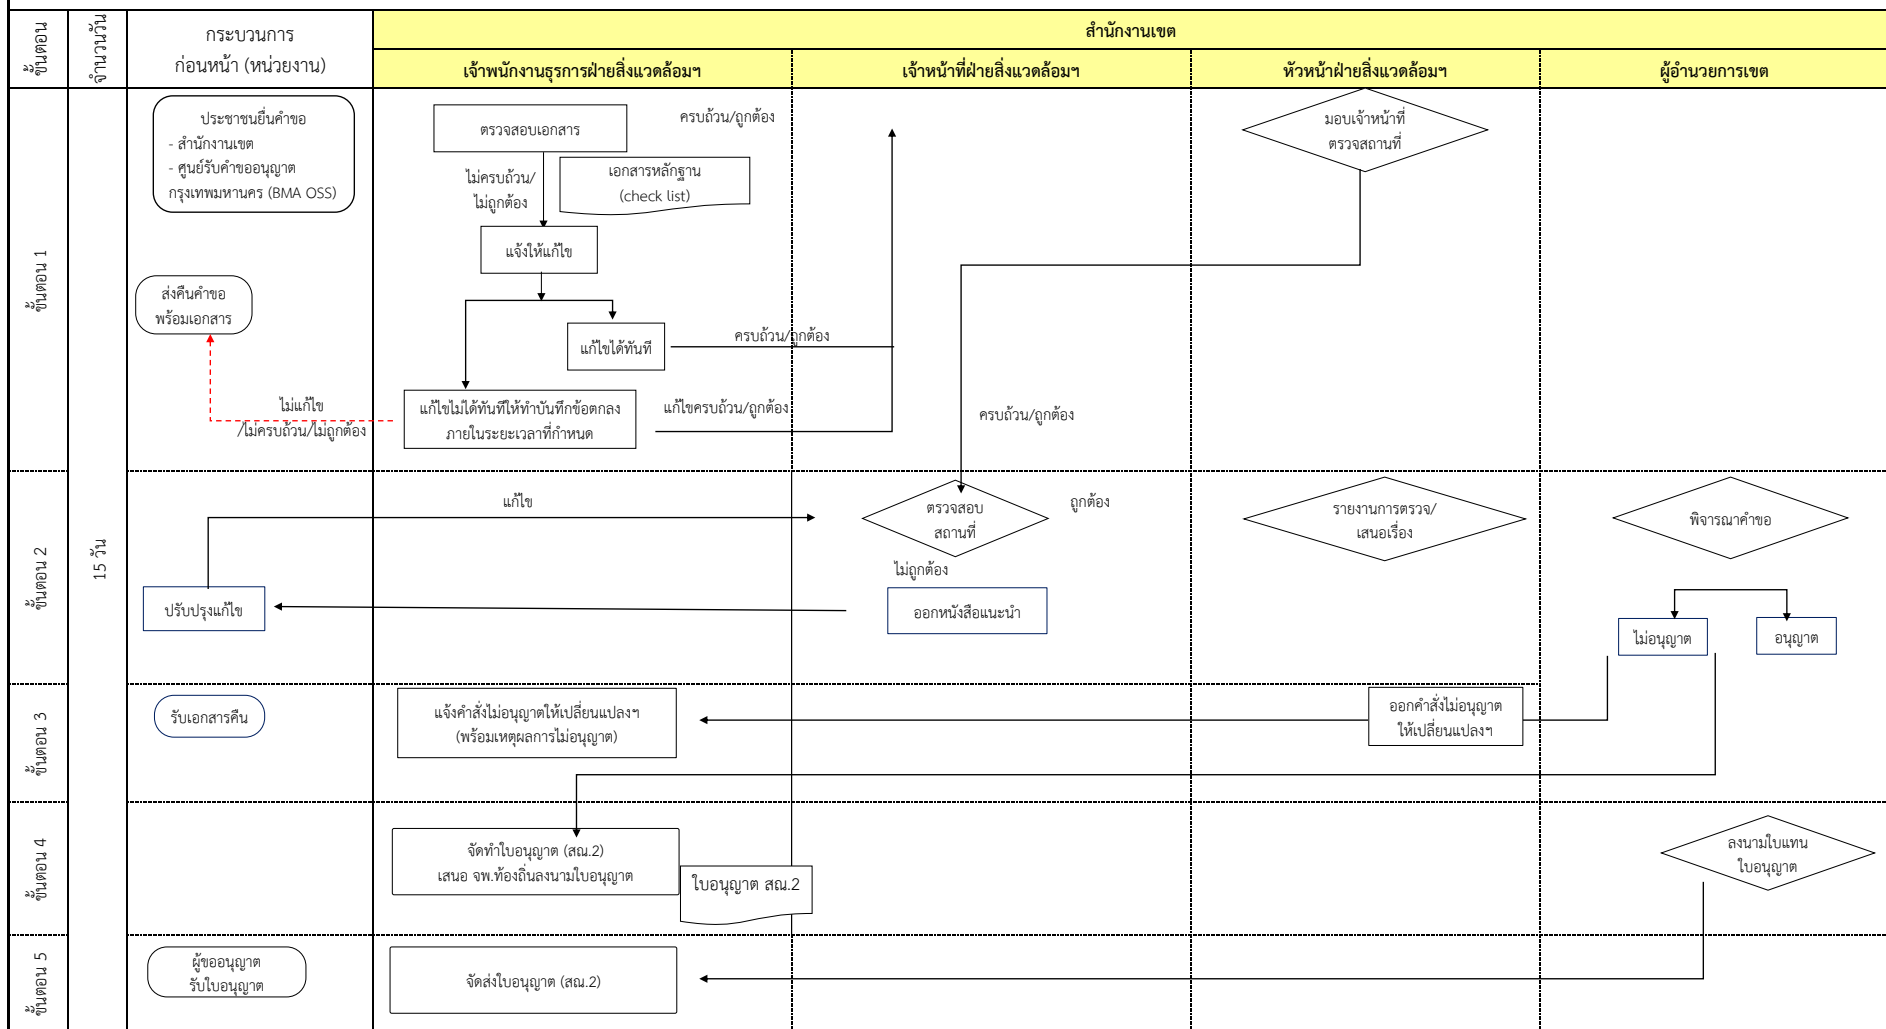 ขั้นตอน
จำนวนวัน
กระบวนการ
ก่อนหน้า (หน่วยงาน)
สำนักงานเขต
เจ้าพนักงานธุรการฝ่ายสิ่งแวดล้อมฯ
เจ้าหน้าที่ฝ่ายสิ่งแวดล้อมฯ
หัวหน้าฝ่ายสิ่งแวดล้อมฯ
ผู้อำนวยการเขต
ขั้นตอน 1
15 วัน
ประชาชนยื่นคำขอ
- สำนักงานเขต
- ศูนย์รับคำขออนุญาต
กรุงเทพมหานคร (BMA OSS)
ตรวจสอบเอกสาร
ครบถ้วน/ถูกต้อง
มอบเจ้าหน้าที่
ตรวจสถานที่
ไม่ครบถ้วน/
ไม่ถูกต้อง
เอกสารหลักฐาน
(check list)
แจ้งให้แก้ไข
ส่งคืนคำขอ
พร้อมเอกสาร
แก้ไขได้ทันที
ครบถ้วน/ถูกต้อง
ไม่แก้ไข
/ไม่ครบถ้วน/ไม่ถูกต้อง
แก้ไขไม่ได้ทันทีให้ทำบันทึกข้อตกลง
ภายในระยะเวลาที่กำหนด
แก้ไขครบถ้วน/ถูกต้อง
ครบถ้วน/ถูกต้อง
ขั้นตอน 2
แก้ไข
ตรวจสอบ
สถานที่
ถูกต้อง
รายงานการตรวจ/
เสนอเรื่อง
พิจารณาคำขอ
ไม่ถูกต้อง
ปรับปรุงแก้ไข
ออกหนังสือแนะนำ
ไม่อนุญาต
อนุญาต
ขั้นตอน 3
รับเอกสารคืน
แจ้งคำสั่งไม่อนุญาตให้เปลี่ยนแปลงฯ
(พร้อมเหตุผลการไม่อนุญาต)
ออกคำสั่งไม่อนุญาต
ให้เปลี่ยนแปลงฯ
ขั้นตอน 4
จัดทำใบอนุญาต (สณ.2)
เสนอ จพ.ท้องถิ่นลงนามใบอนุญาต
ใบอนุญาต สณ.2
ลงนามใบแทน
ใบอนุญาต
ขั้นตอน 5
ผู้ขออนุญาต
รับใบอนุญาต
จัดส่งใบอนุญาต (สณ.2)